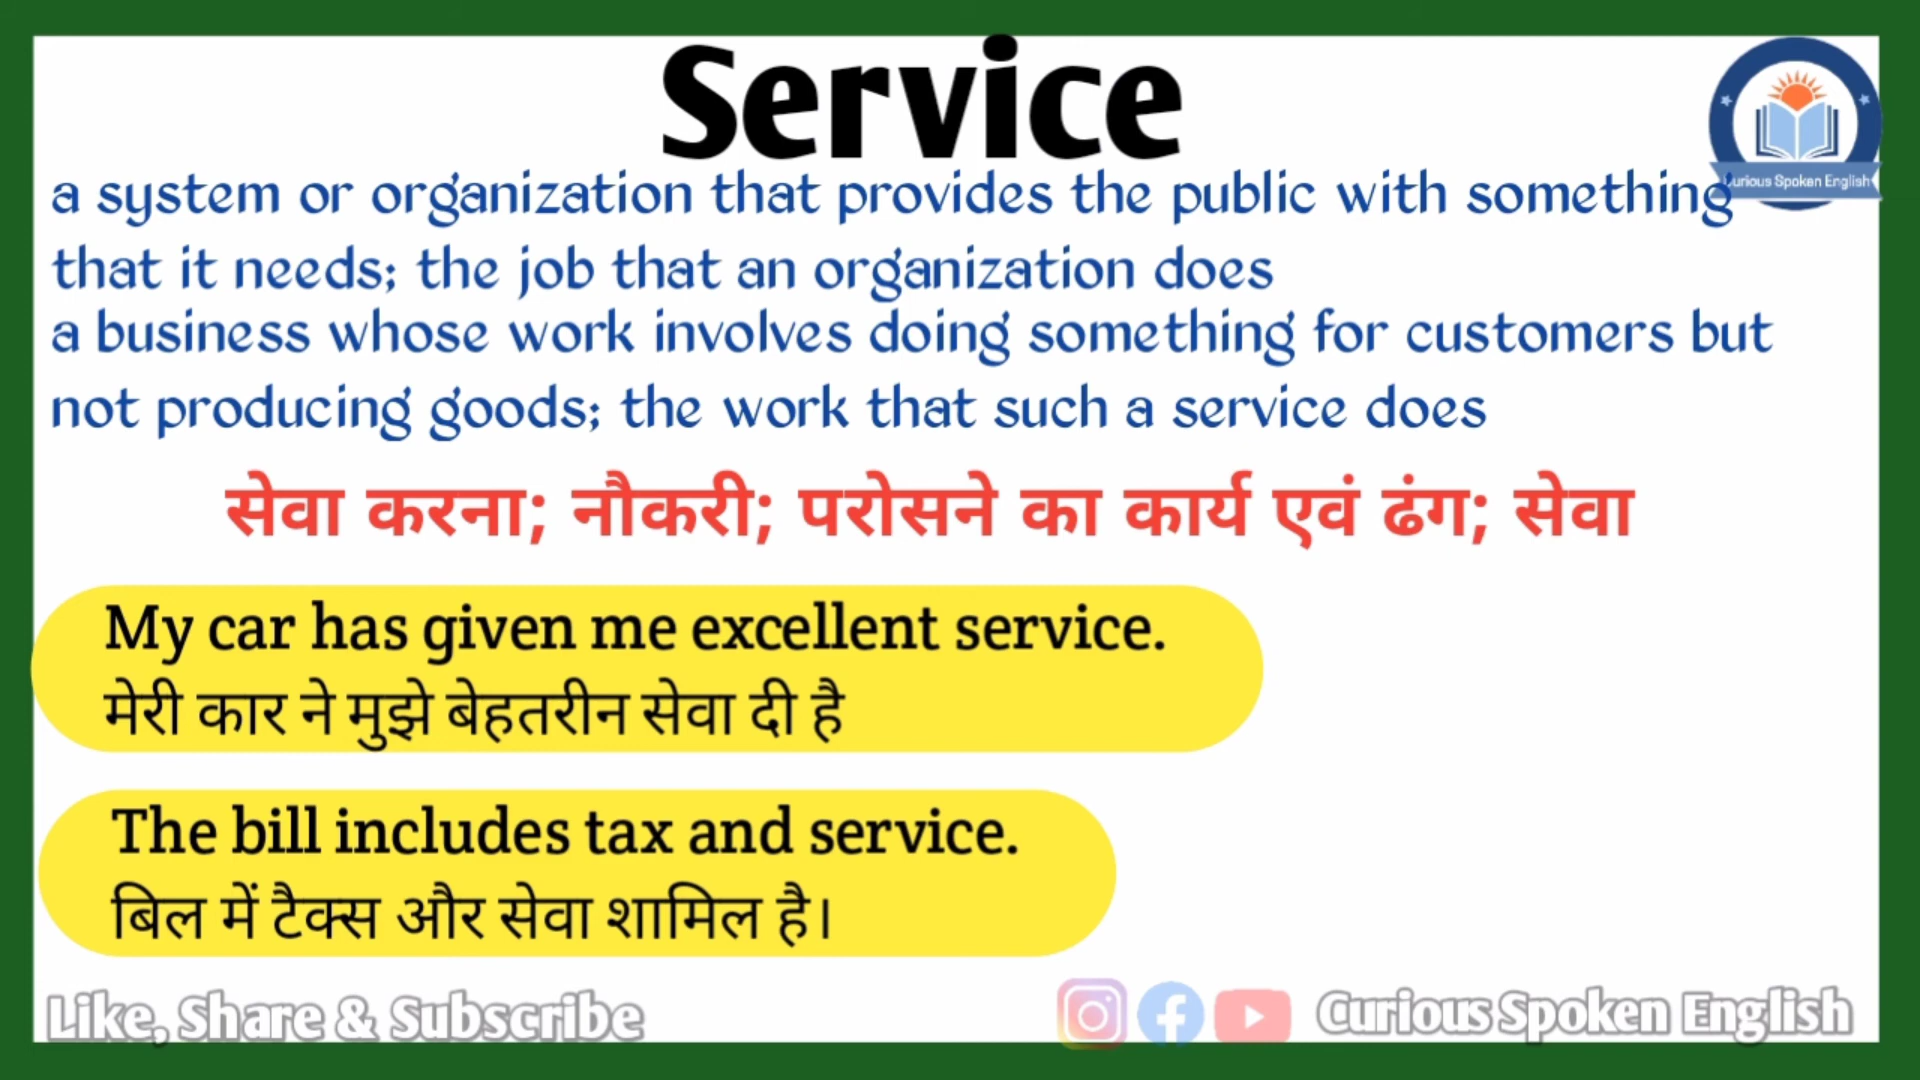 Service
a system or organization that provides the public with something
that it needs; the job that an organization does
a business whose work involves doing something for customers but
not producing goods; the work that such a service does
सेवा करना; नौकरी; परोसने का कार्य एवं ढंग; सेवा
My car has given me excellent service.
मेरी कार ने मुझे बेहतरीन सेवा दी है
The bill includes tax and service.
बिल में टैक्स और सेवा शामिल है।
Like, Share & Subscribe
Curious Spoken English
Spoken English